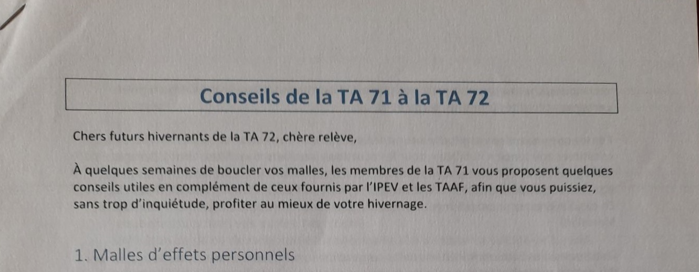 Conseils de la TA 71 à la TA 72
Chers futurs hivernants de la TA 72, chère relève,
À quelques semaines de boucler vos malles, les membres de la TA 71 vous proposent quelques
conseils utiles en complément de ceux fournis par l'IPEV et les TAAF, afin que vous puissiez,
sans trop d'inquiétude, profiter au mieux de votre hivernage.
1. Malles d'effets personnels